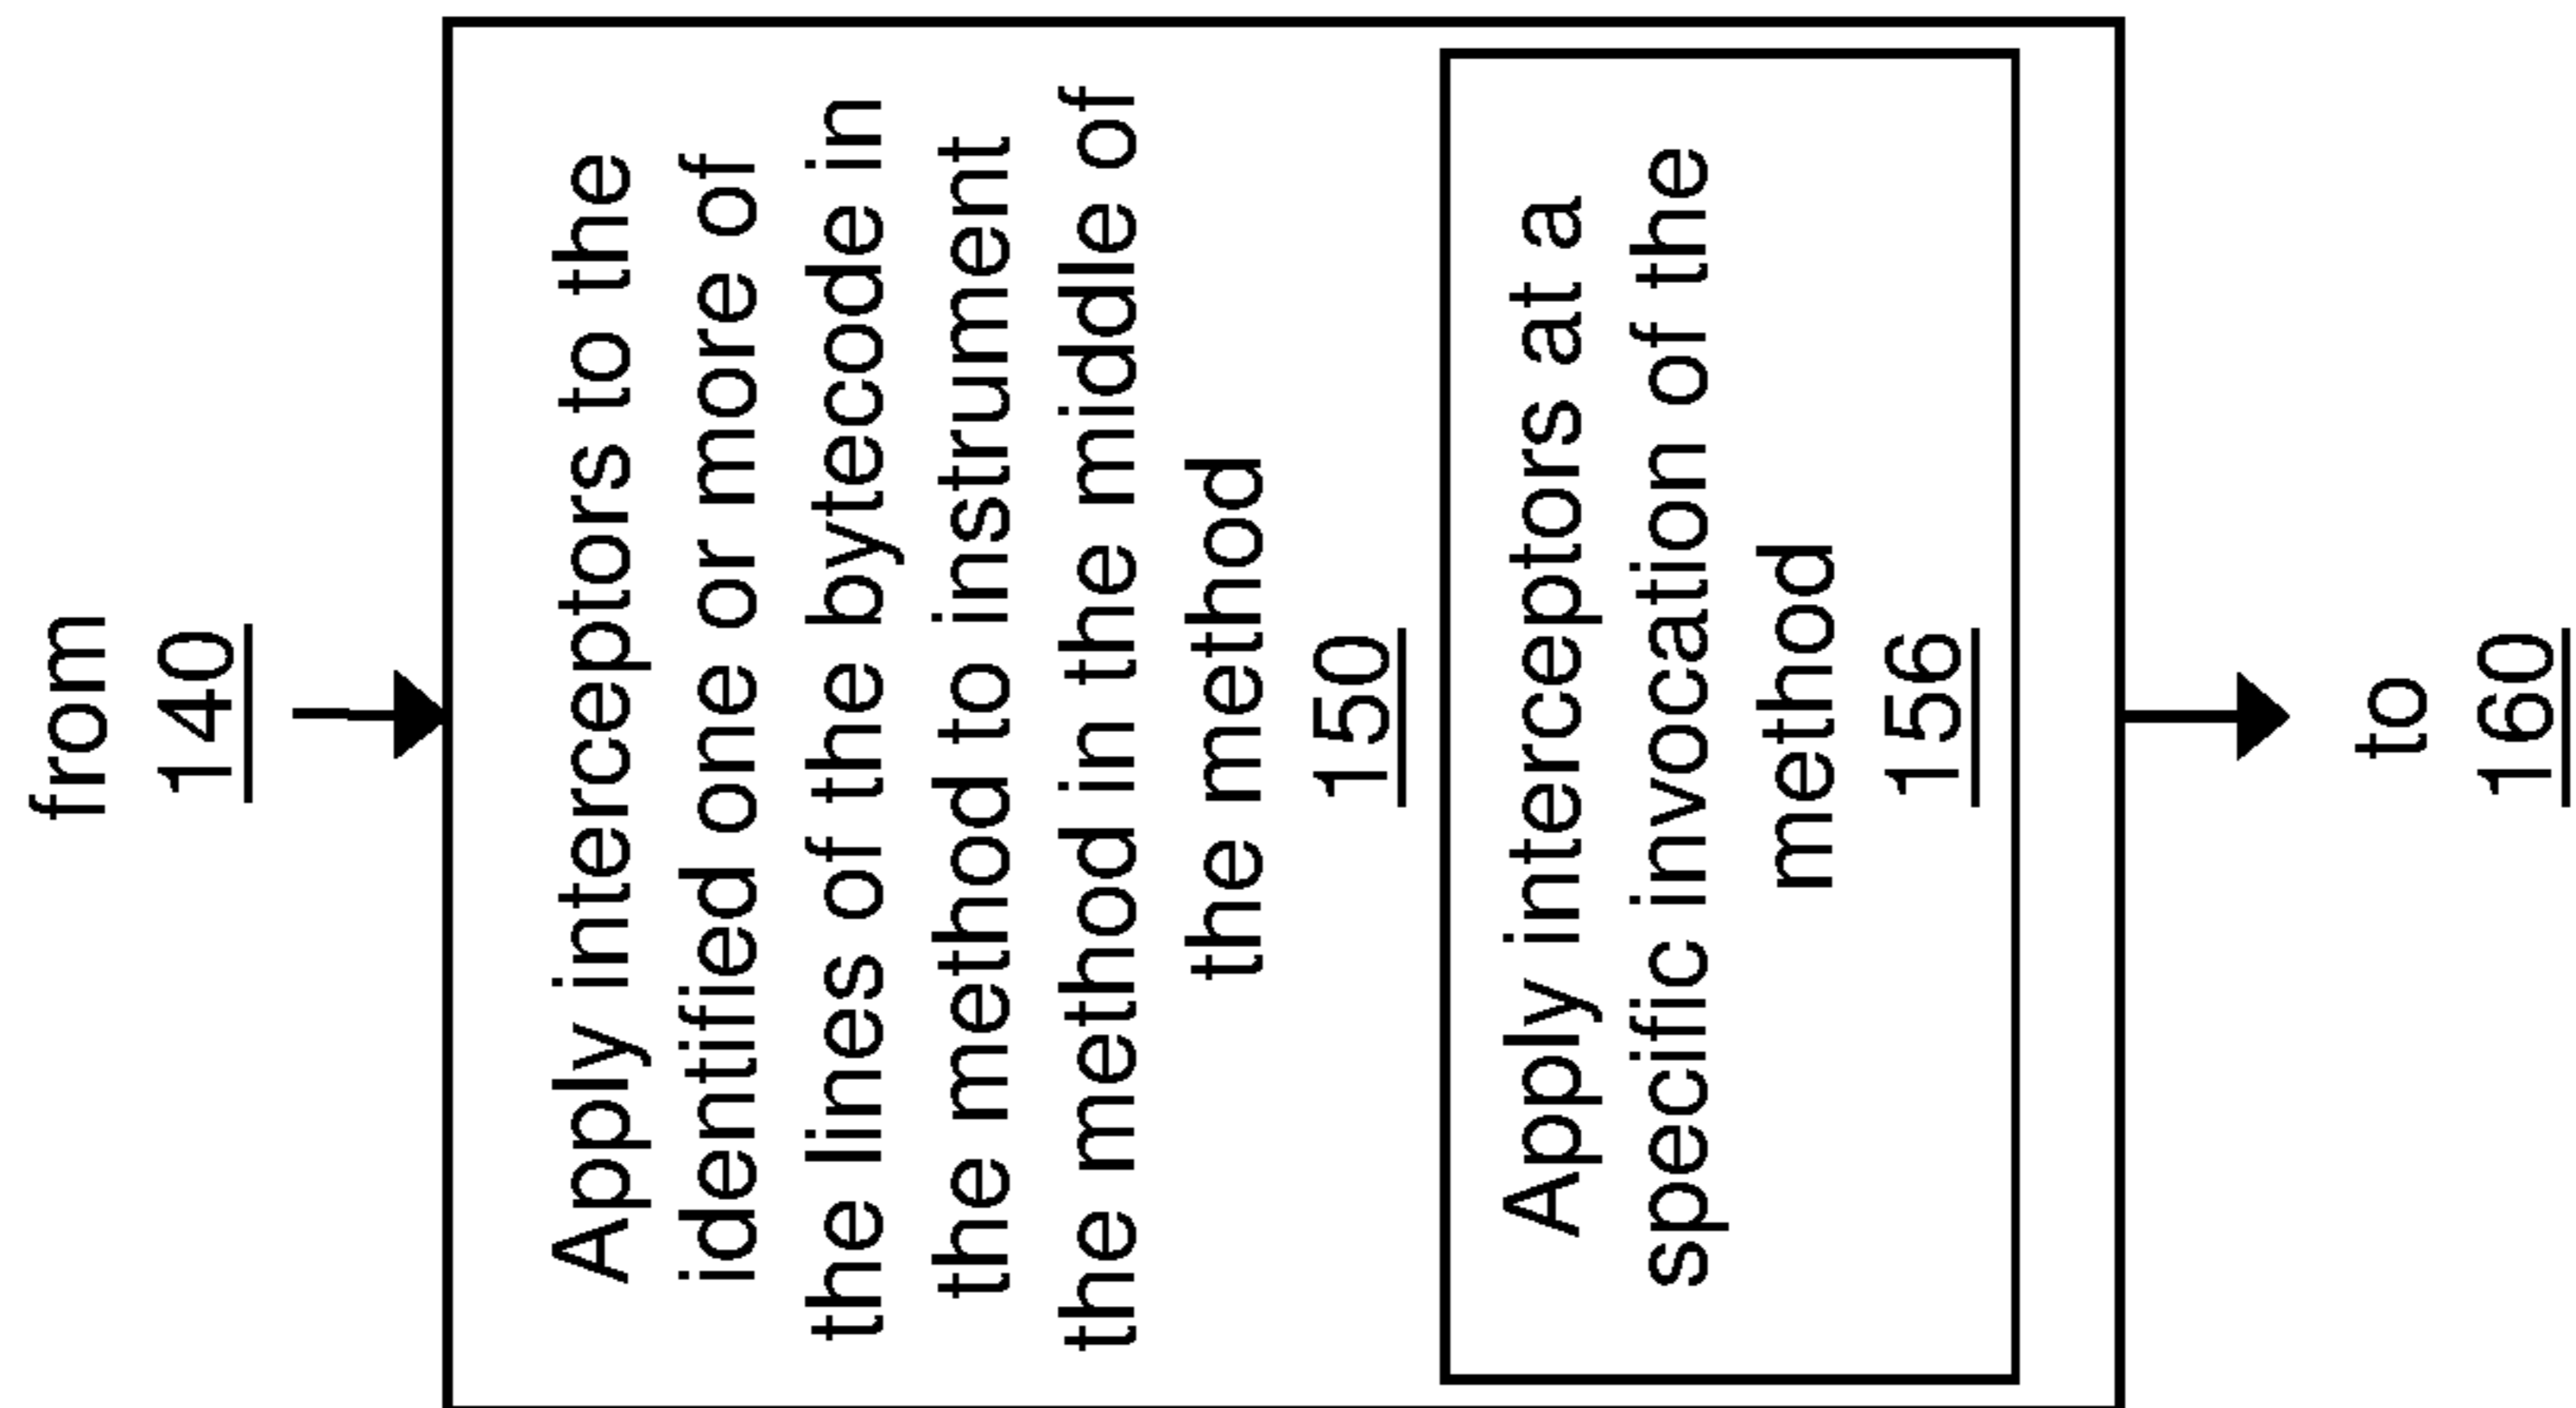 from
140
Apply interceptors to the
identified one or more of
the lines of the bytecode in
the method to instrument
the method in the middle of
the method
150
Apply interceptors at a
specific invocation of the
method
156
to
160